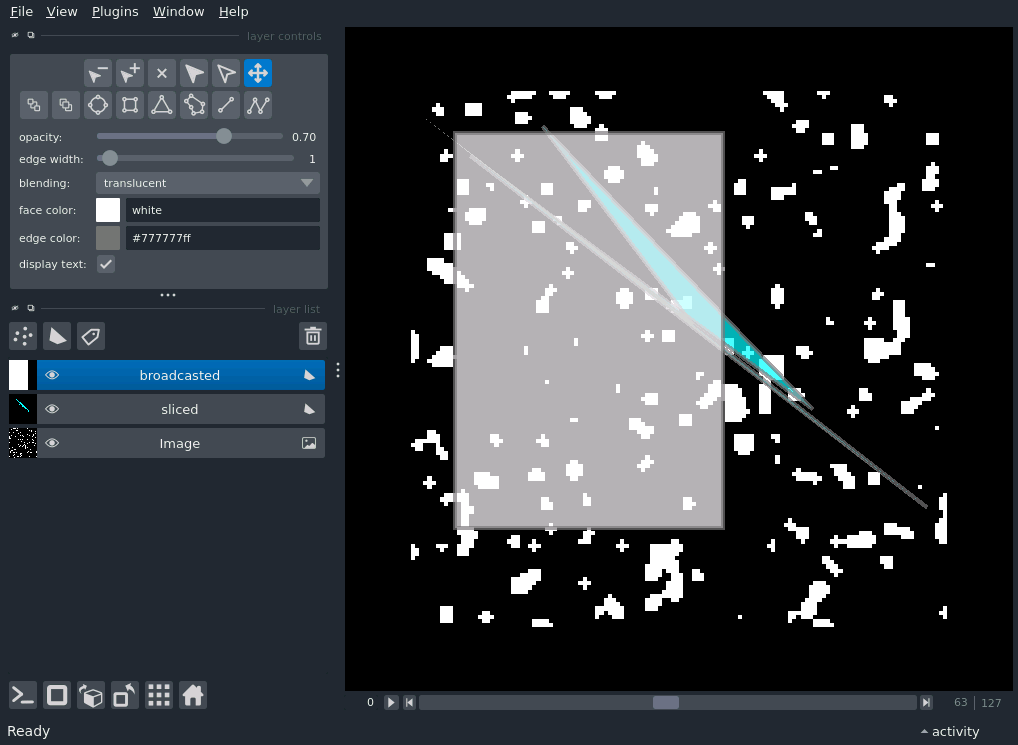 File View Plugins Window Help
layer controls
opacity: 0.70
edge width: 1
blending: translucent
face color: white
edge color: #777777ff
display text:
layer list
broadcasted
sliced
Image
0 63 127
Ready activity